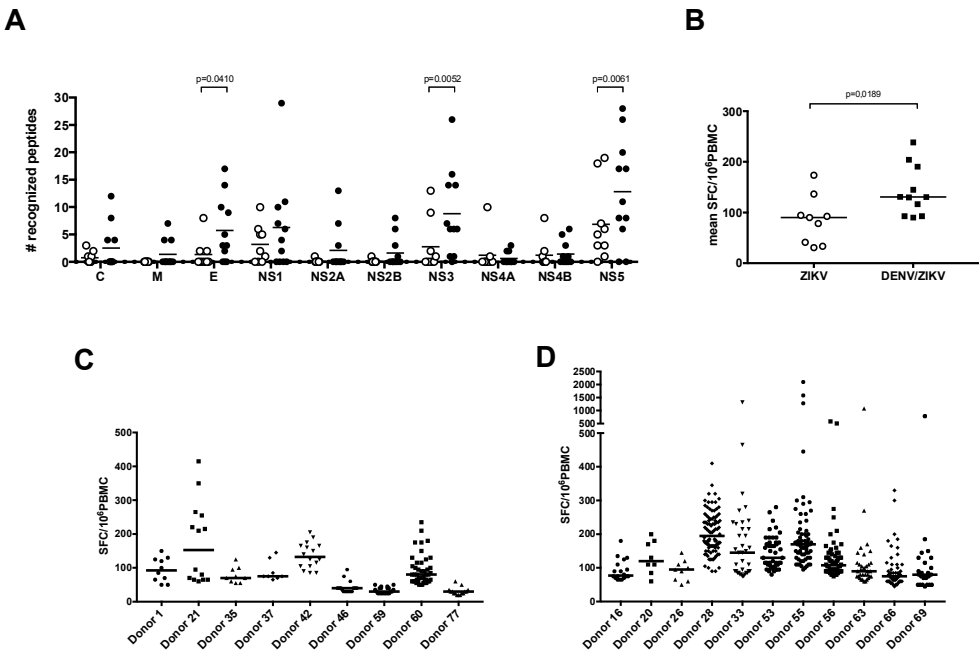 A
B
p=0.0410
p=0.0052
p=0.0061
# recognized peptides
30
25
20
15
10
5
0
C M E NS1 NS2A NS2B NS3 NS4A NS4B NS5
p=0,0189
mean SFC/10⁶PBMC
300
200
100
0
ZIKV DENV/ZIKV
C
SFC/10⁶PBMC
500
400
300
200
100
0
Donor 1 Donor 21 Donor 35 Donor 37 Donor 42 Donor 46 Donor 59 Donor 60 Donor 77
D
SFC/10⁶PBMC
2500
2000
1500
1000
500
500
400
300
200
100
0
Donor 16 Donor 20 Donor 26 Donor 28 Donor 33 Donor 53 Donor 55 Donor 56 Donor 63 Donor 66 Donor 69